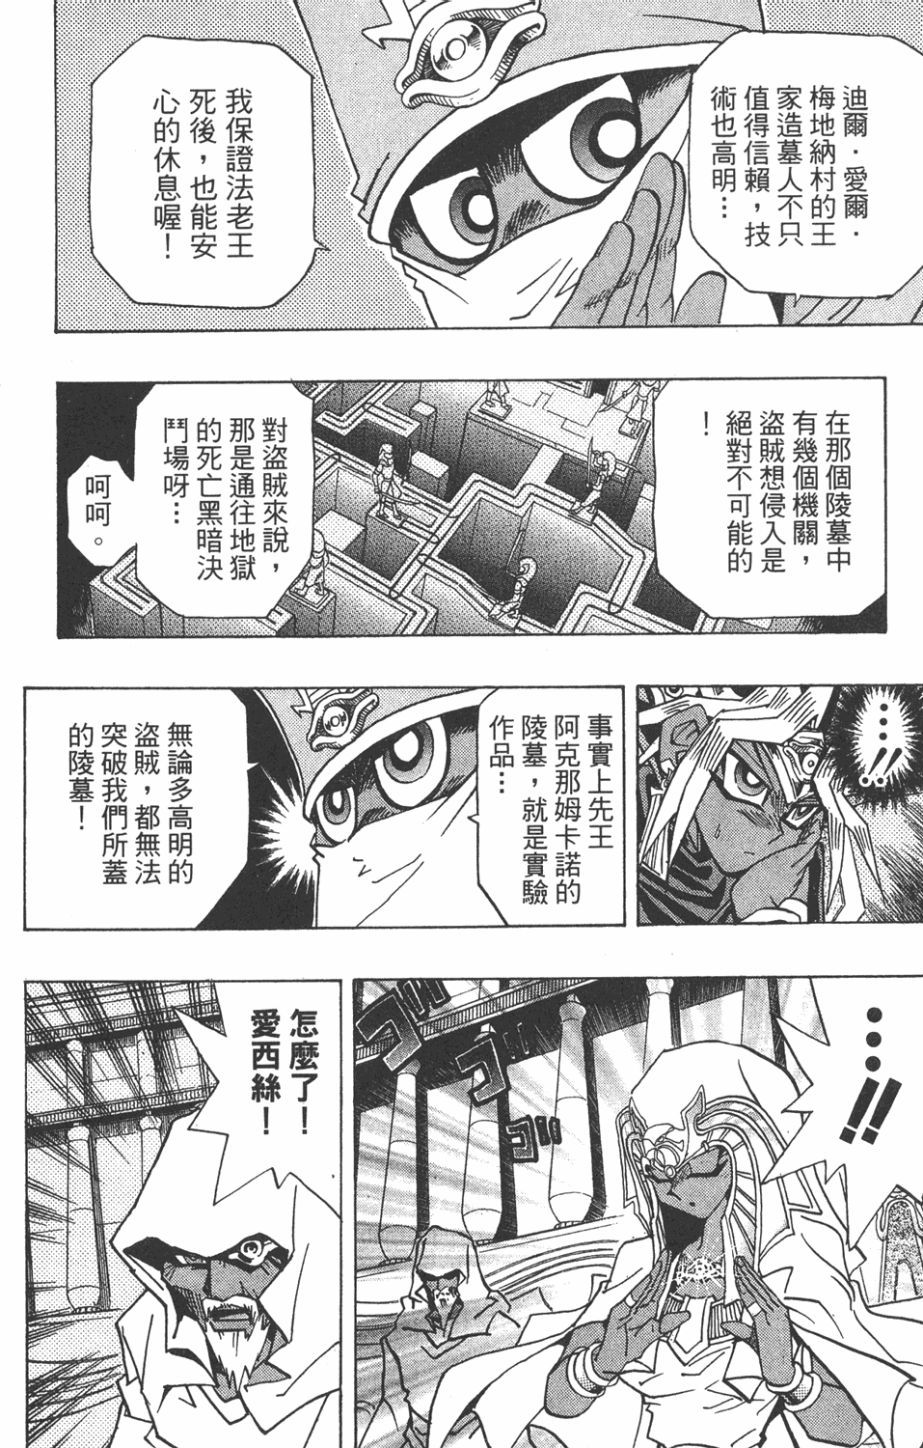 迪爾．愛爾．
梅地納村的王
家造墓人不只
值得信賴，技
術也高明…
我保證法老王
死後，也能安
心的休息喔！
在那個陵墓中
有幾個機關，
盜賊想侵入是
絕對不可能的
！
對盜賊來說，
那是通往地獄
的死亡黑暗決
鬥場呀…
呵呵。
…!!
事實上先王
阿克那姆卡諾的
陵墓，就是實驗
作品…
無論多高明的
盜賊，都無法
突破我們所蓋
的陵墓！
…!!
ゴゴゴゴ
怎麼了！
愛西絲！